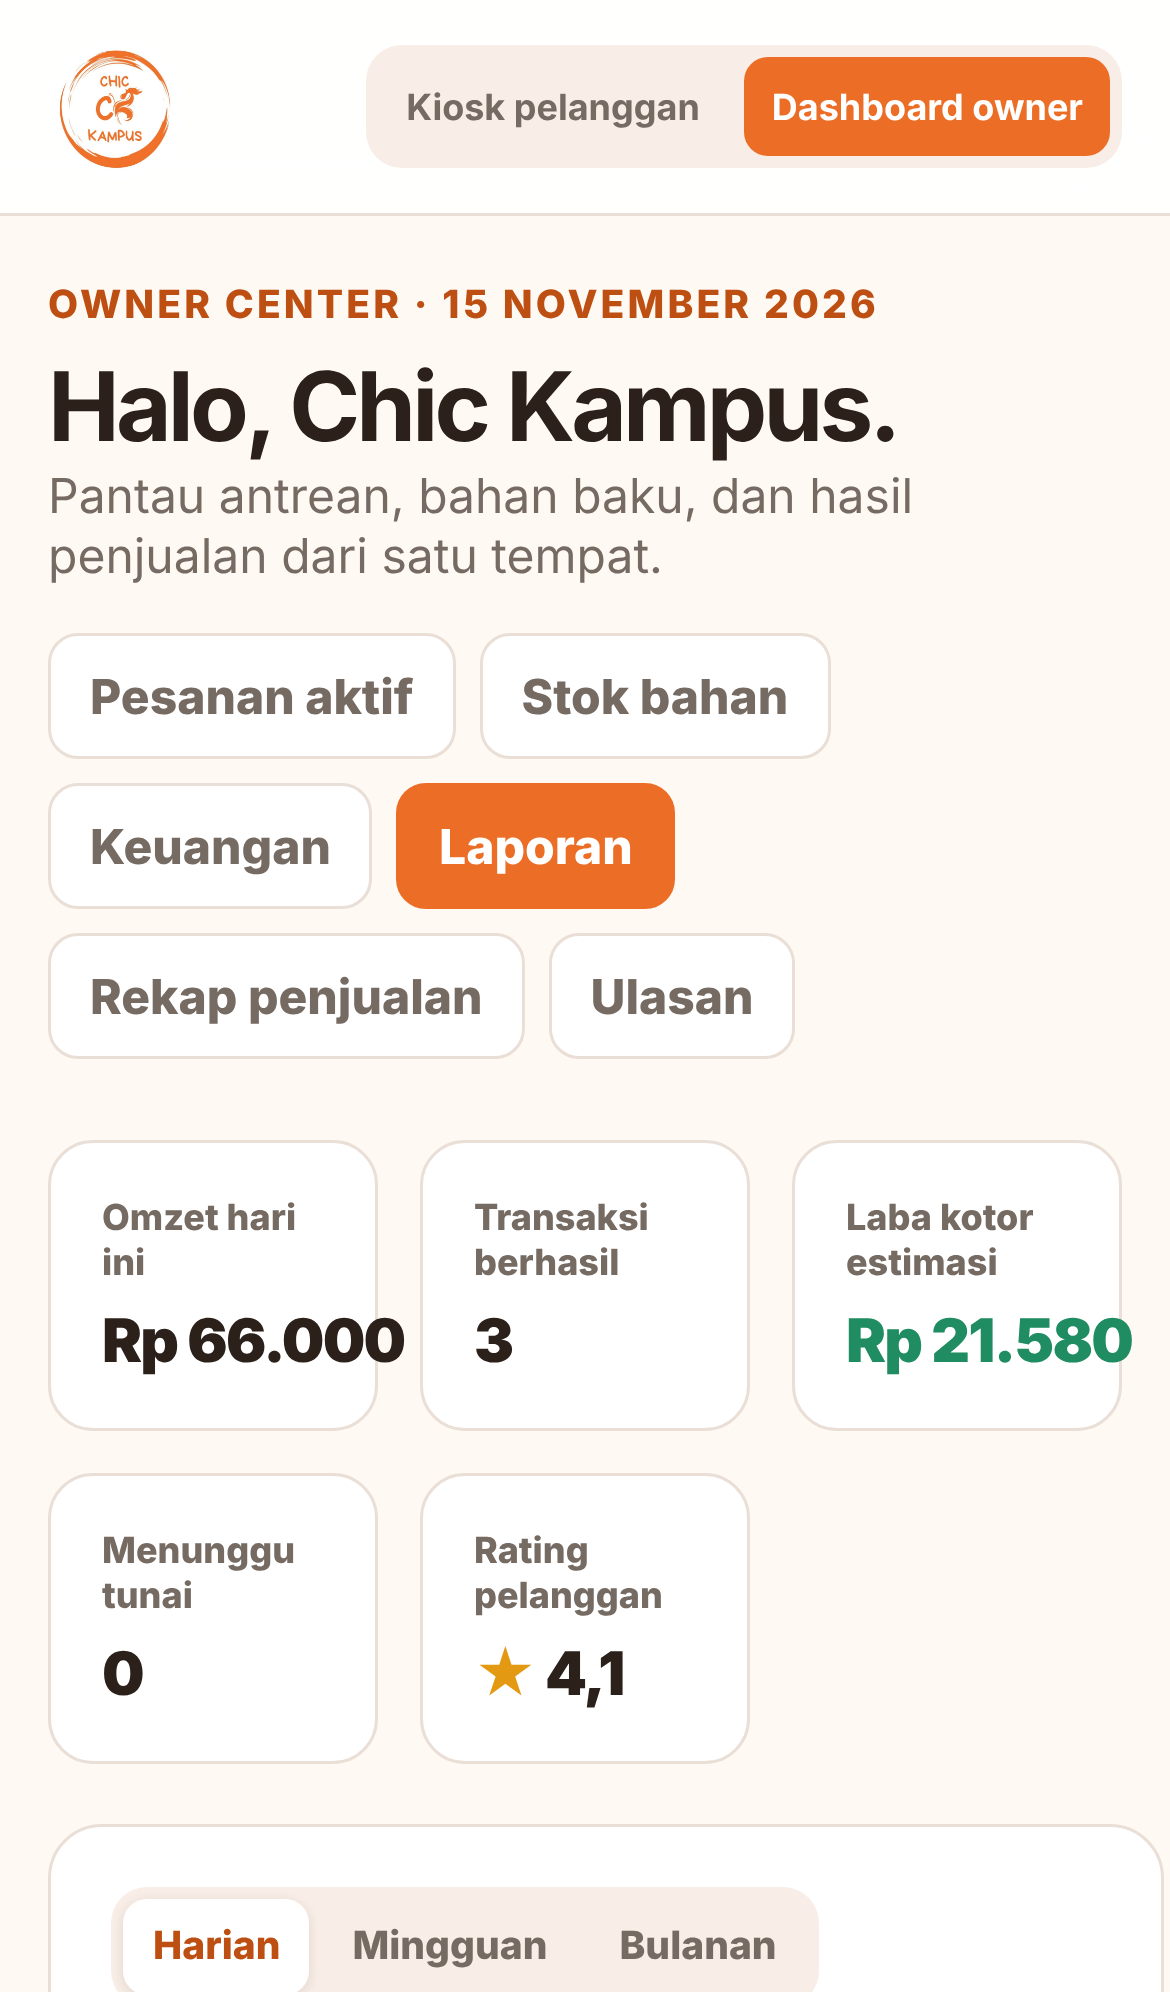 CHIC
CK
KAMPUS
Kiosk pelanggan
Dashboard owner
OWNER CENTER · 15 NOVEMBER 2026
Halo, Chic Kampus.
Pantau antrean, bahan baku, dan hasil
penjualan dari satu tempat.
Pesanan aktif
Stok bahan
Keuangan
Laporan
Rekap penjualan
Ulasan
Omzet hari
ini
Rp 66.000
Transaksi
berhasil
3
Laba kotor
estimasi
Rp 21.580
Menunggu
tunai
0
Rating
pelanggan
★ 4,1
Harian
Mingguan
Bulanan